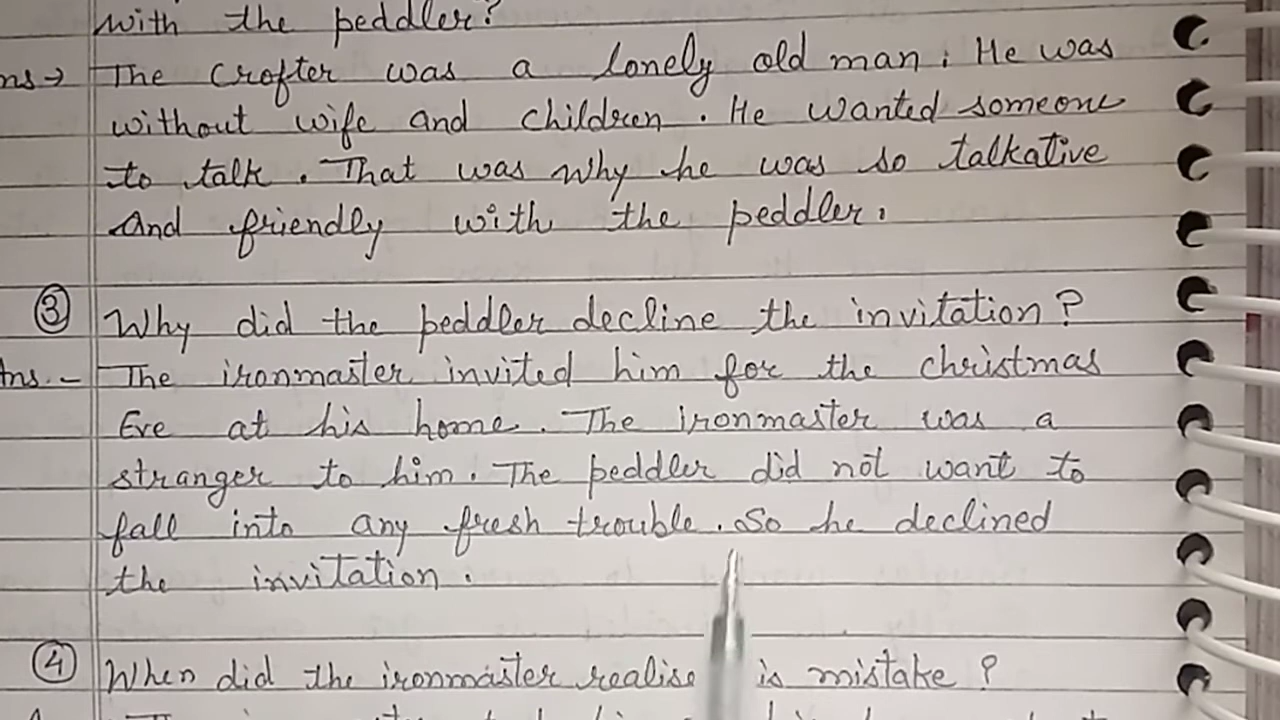 with the peddler?
ns → The Crofter was a lonely old man. He was
without wife and children. He wanted someone
to talk. That was why he was so talkative
And friendly with the peddler.
③ Why did the peddler decline the invitation?
Ans. - The ironmaster invited him for the christmas
Eve at his home. The ironmaster was a
stranger to him. The peddler did not want to
fall into any fresh trouble. So he declined
the invitation.
④ When did the ironmaster realise is mistake?